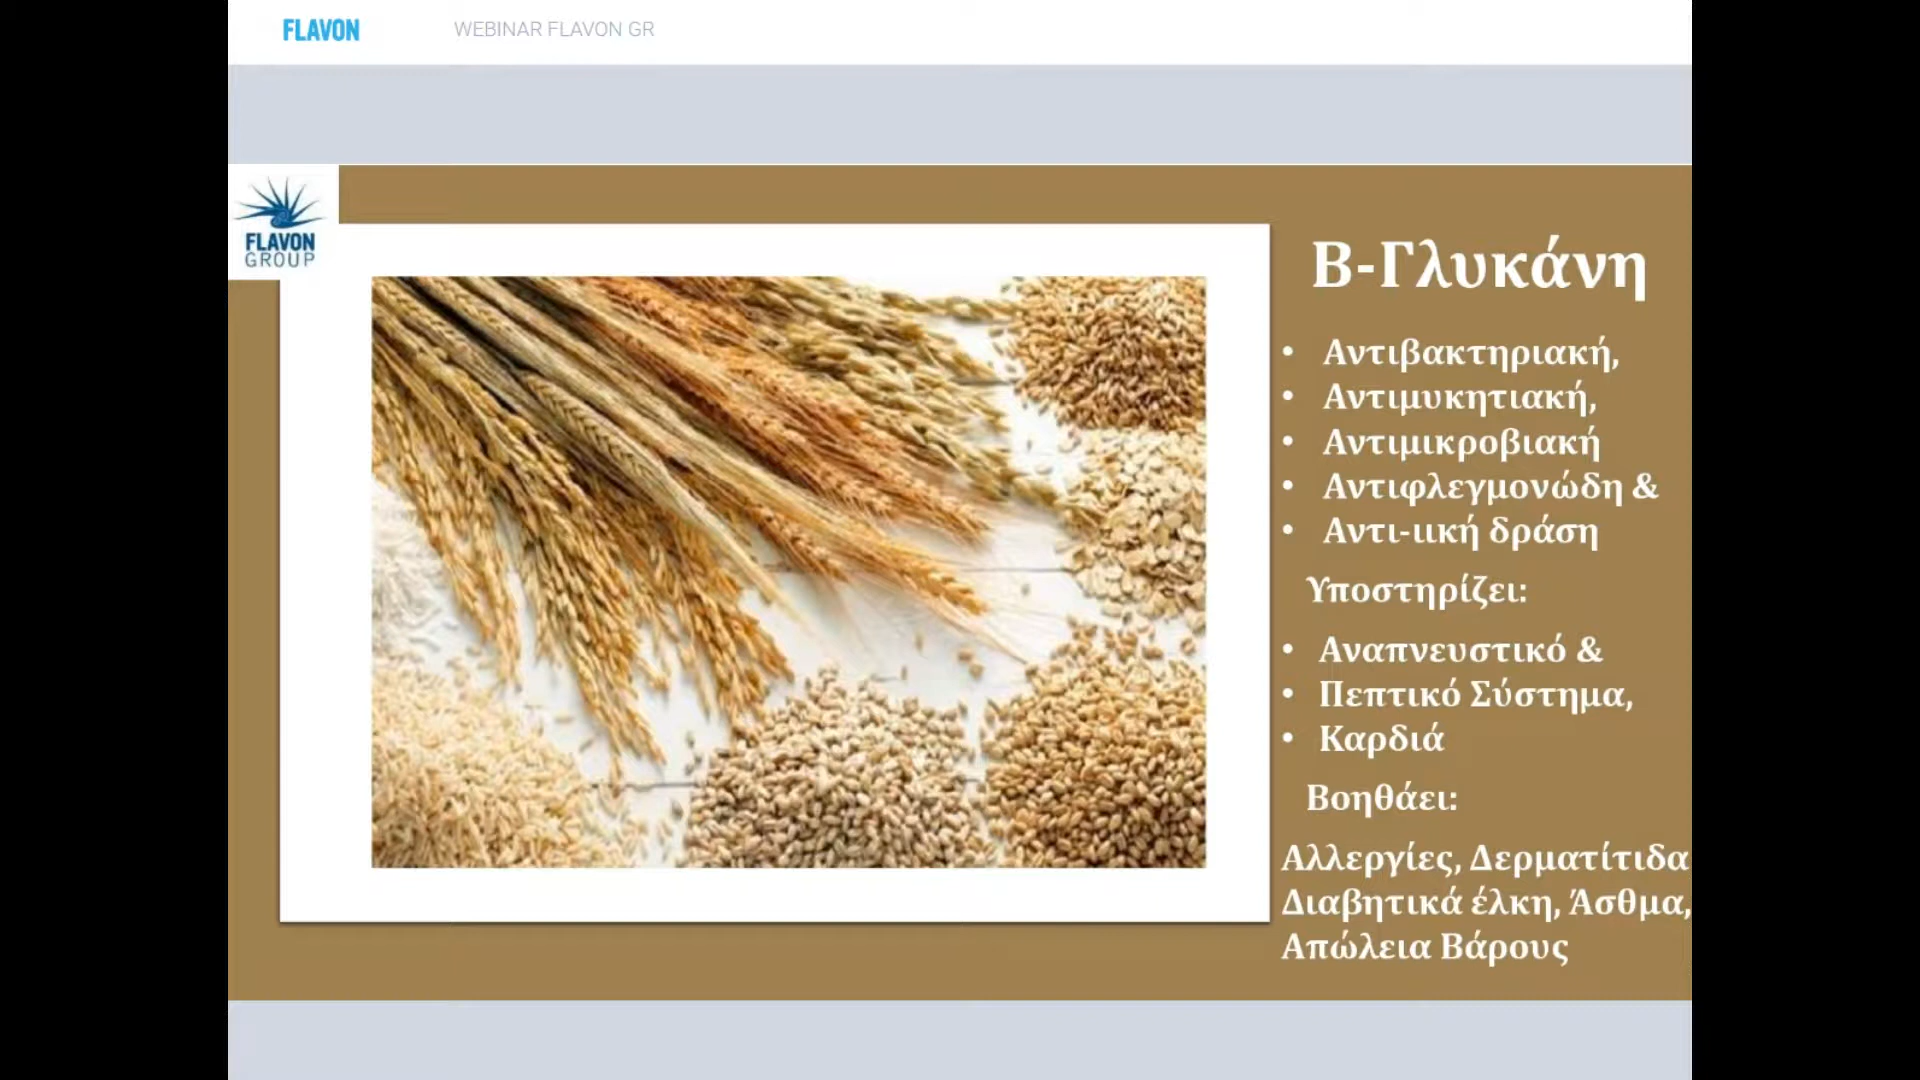 FLAVON
WEBINAR FLAVON GR
FLAVON
GROUP
Β-Γλυκάνη
• Αντιβακτηριακή,
• Αντιμυκητιακή,
• Αντιμικροβιακή
• Αντιφλεγμονώδη &
• Αντι-ιική δράση
Υποστηρίζει:
• Αναπνευστικό &
• Πεπτικό Σύστημα,
• Καρδιά
Βοηθάει:
Αλλεργίες, Δερματίτιδα
Διαβητικά έλκη, Άσθμα,
Απώλεια Βάρους